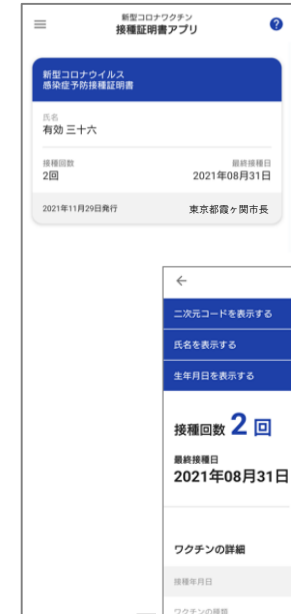 新型コロナワクチン
接種証明書アプリ
?
新型コロナウイルス
感染症予防接種証明書
氏名
有効 三十六
接種回数 最終接種日
2回 2021年08月31日
2021年11月29日発行 東京都霞ヶ関市長
二次元コードを表示する
氏名を表示する
生年月日を表示する
接種回数 2 回
最終接種日
2021年08月31日
ワクチンの詳細
接種年月日
ワクチンの種類